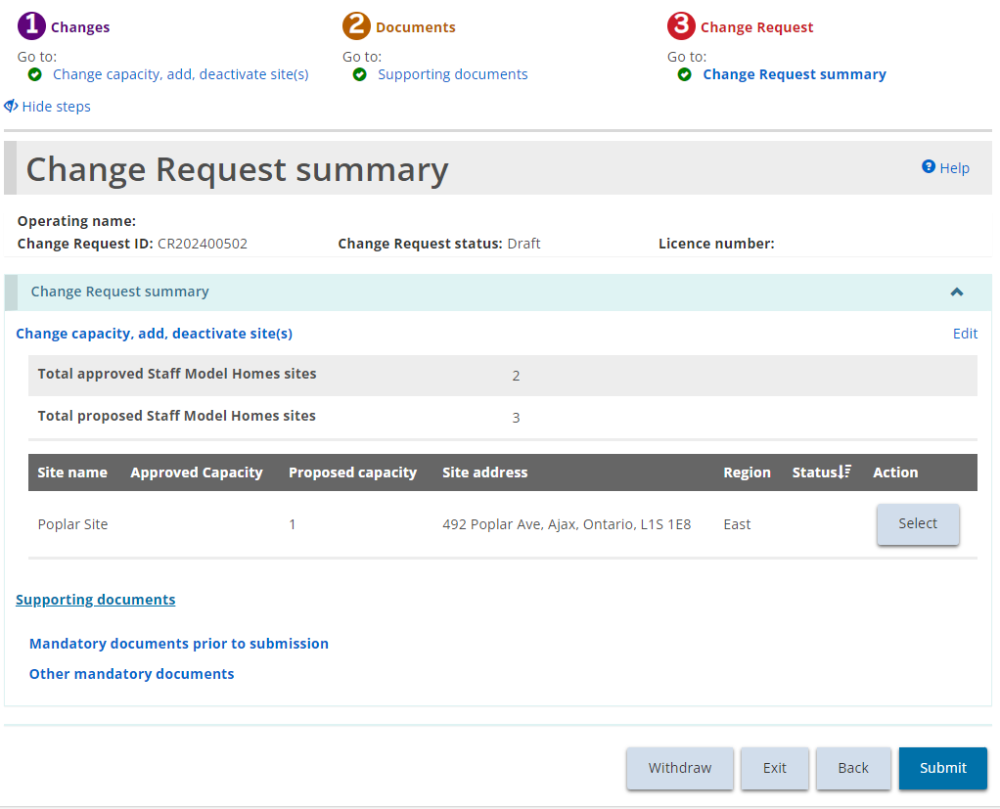 1 Changes 2 Documents 3 Change Request
Go to: Go to: Go to:
Change capacity, add, deactivate site(s) Supporting documents Change Request summary
Hide steps
Change Request summary ? Help
Operating name:
Change Request ID: CR202400502 Change Request status: Draft Licence number:
Change Request summary
Change capacity, add, deactivate site(s) Edit
Total approved Staff Model Homes sites 2
Total proposed Staff Model Homes sites 3
Site name Approved Capacity Proposed capacity Site address Region Status Action
Poplar Site 1 492 Poplar Ave, Ajax, Ontario, L1S 1E8 East Select
Supporting documents
Mandatory documents prior to submission
Other mandatory documents
Withdraw Exit Back Submit